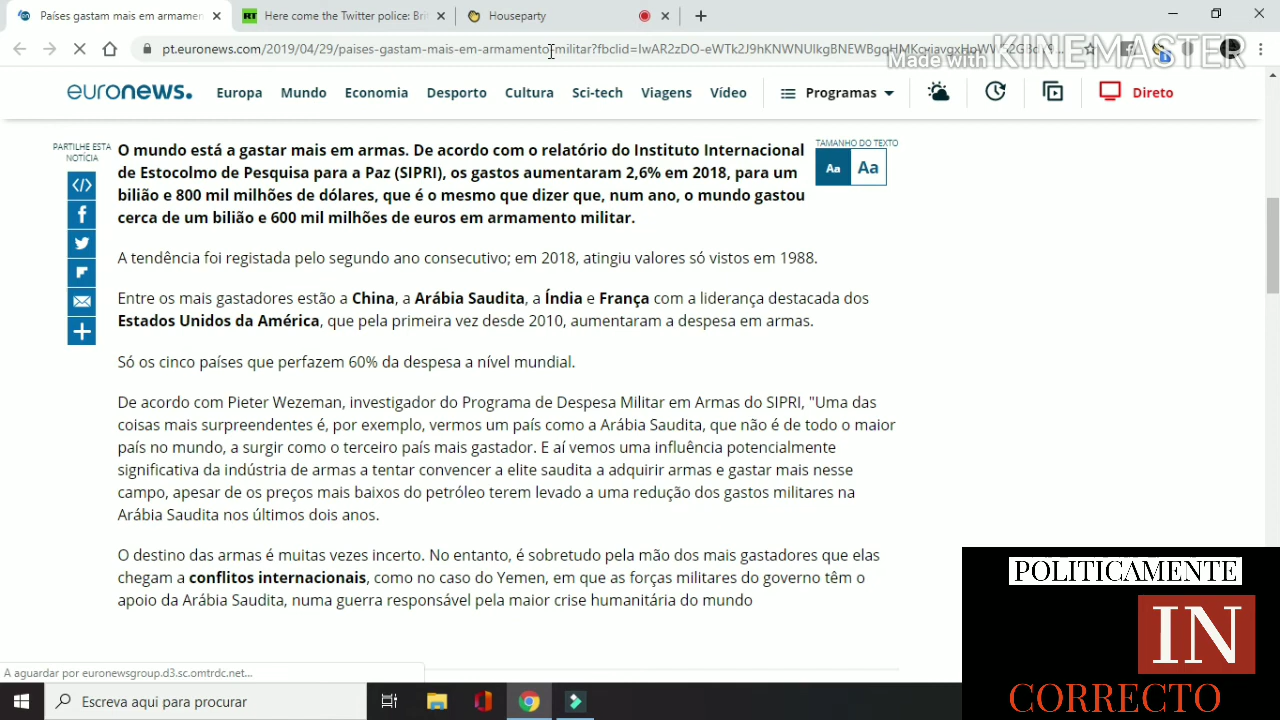 Países gastam mais em armamen
RT
Here come the Twitter police: Bri
Houseparty
pt.euronews.com/2019/04/29/paises-gastam-mais-em-armamento-militar?fbclid=
Made with KINEMASTER
euronews.
Europa
Mundo
Economia
Desporto
Cultura
Sci-tech
Viagens
Vídeo
Programas
Direto
PARTILHE ESTA
NOTÍCIA
TAMANHO DO TEXTO
Aa
Aa
O mundo está a gastar mais em armas. De acordo com o relatório do Instituto Internacional
de Estocolmo de Pesquisa para a Paz (SIPRI), os gastos aumentaram 2,6% em 2018, para um
bilião e 800 mil milhões de dólares, que é o mesmo que dizer que, num ano, o mundo gastou
cerca de um bilião e 600 mil milhões de euros em armamento militar.
A tendência foi registada pelo segundo ano consecutivo; em 2018, atingiu valores só vistos em 1988.
Entre os mais gastadores estão a China, a Arábia Saudita, a Índia e França com a liderança destacada dos
Estados Unidos da América, que pela primeira vez desde 2010, aumentaram a despesa em armas.
Só os cinco países que perfazem 60% da despesa a nível mundial.
De acordo com Pieter Wezeman, investigador do Programa de Despesa Militar em Armas do SIPRI, "Uma das
coisas mais surpreendentes é, por exemplo, vermos um país como a Arábia Saudita, que não é de todo o maior
país no mundo, a surgir como o terceiro país mais gastador. E aí vemos uma influência potencialmente
significativa da indústria de armas a tentar convencer a elite saudita a adquirir armas e gastar mais nesse
campo, apesar de os preços mais baixos do petróleo terem levado a uma redução dos gastos militares na
Arábia Saudita nos últimos dois anos.
O destino das armas é muitas vezes incerto. No entanto, é sobretudo pela mão dos mais gastadores que elas
chegam a conflitos internacionais, como no caso do Yemen, em que as forças militares do governo têm o
apoio da Arábia Saudita, numa guerra responsável pela maior crise humanitária do mundo
POLITICAMENTE
IN
CORRECTO
A aguardar por euronewsgroup.d3.sc.omtrdc.net...
Escreva aqui para procurar